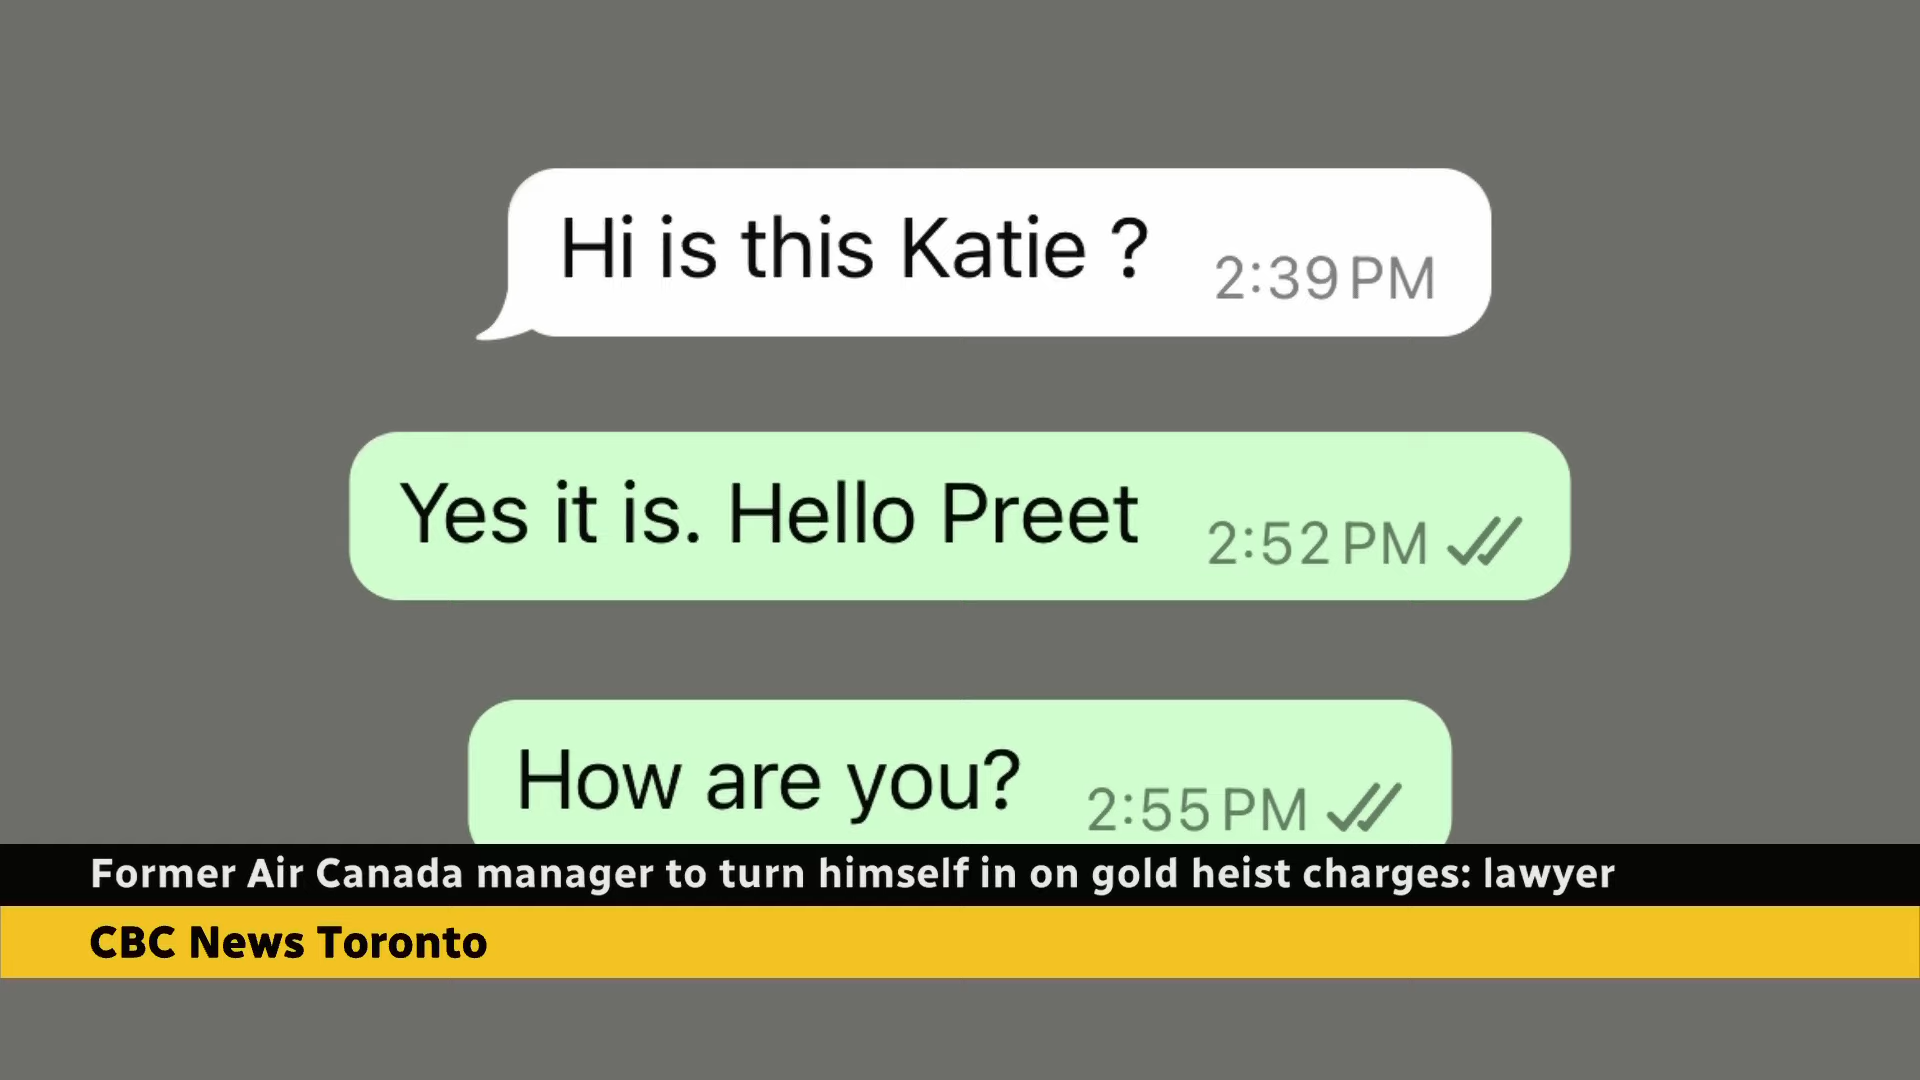 Hi is this Katie ? 2:39 PM
Yes it is. Hello Preet 2:52 PM
How are you? 2:55 PM
Former Air Canada manager to turn himself in on gold heist charges: lawyer
CBC News Toronto